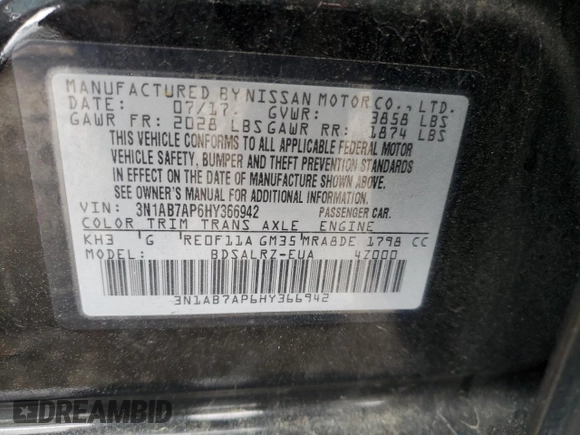 MANUFACTURED BY NISSAN MOTOR CO., LTD.
DATE: 07/17 GVWR: 3858 LBS
GAWR FR: 2028 LBS GAWR RR: 1874 LBS
THIS VEHICLE CONFORMS TO ALL APPLICABLE FEDERAL MOTOR
VEHICLE SAFETY, BUMPER AND THEFT PREVENTION STANDARDS
IN EFFECT ON THE DATE OF MANUFACTURE SHOWN ABOVE.
SEE OWNER'S MANUAL FOR ADDITIONAL INFORMATION.
VIN: 3N1AB7AP6HY366942 PASSENGER CAR.
COLOR TRIM TRANS AXLE ENGINE
KH3 G RE0F11A GM35 MRA8DE 1798 CC
MODEL: BDSALRZ-EUA 4Z000
3N1AB7AP6HY366942
DREAMBID